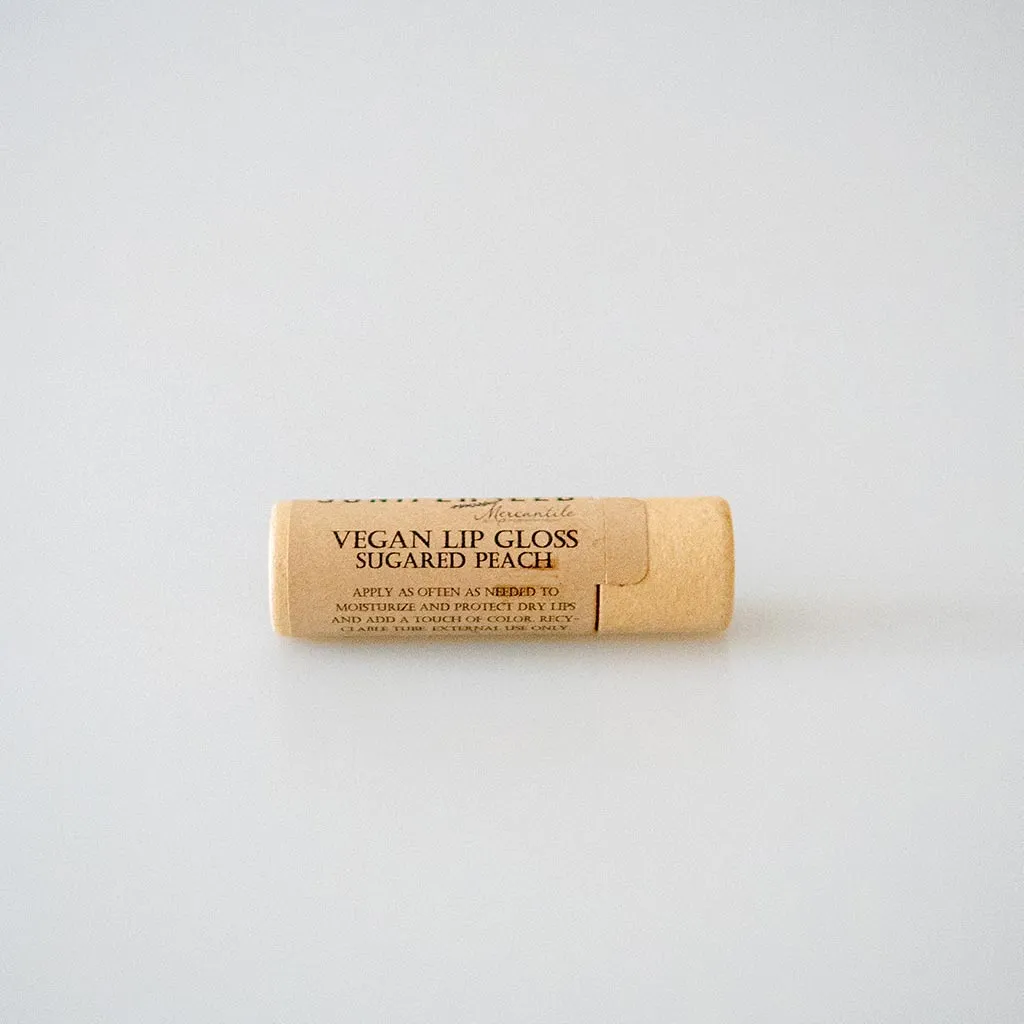 JUNIPERSEED
Mercantile
VEGAN LIP GLOSS
SUGARED PEACH
APPLY AS OFTEN AS NEEDED TO
MOISTURIZE AND PROTECT DRY LIPS
AND ADD A TOUCH OF COLOR. RECY-
CLABLE TUBE. EXTERNAL USE ONLY